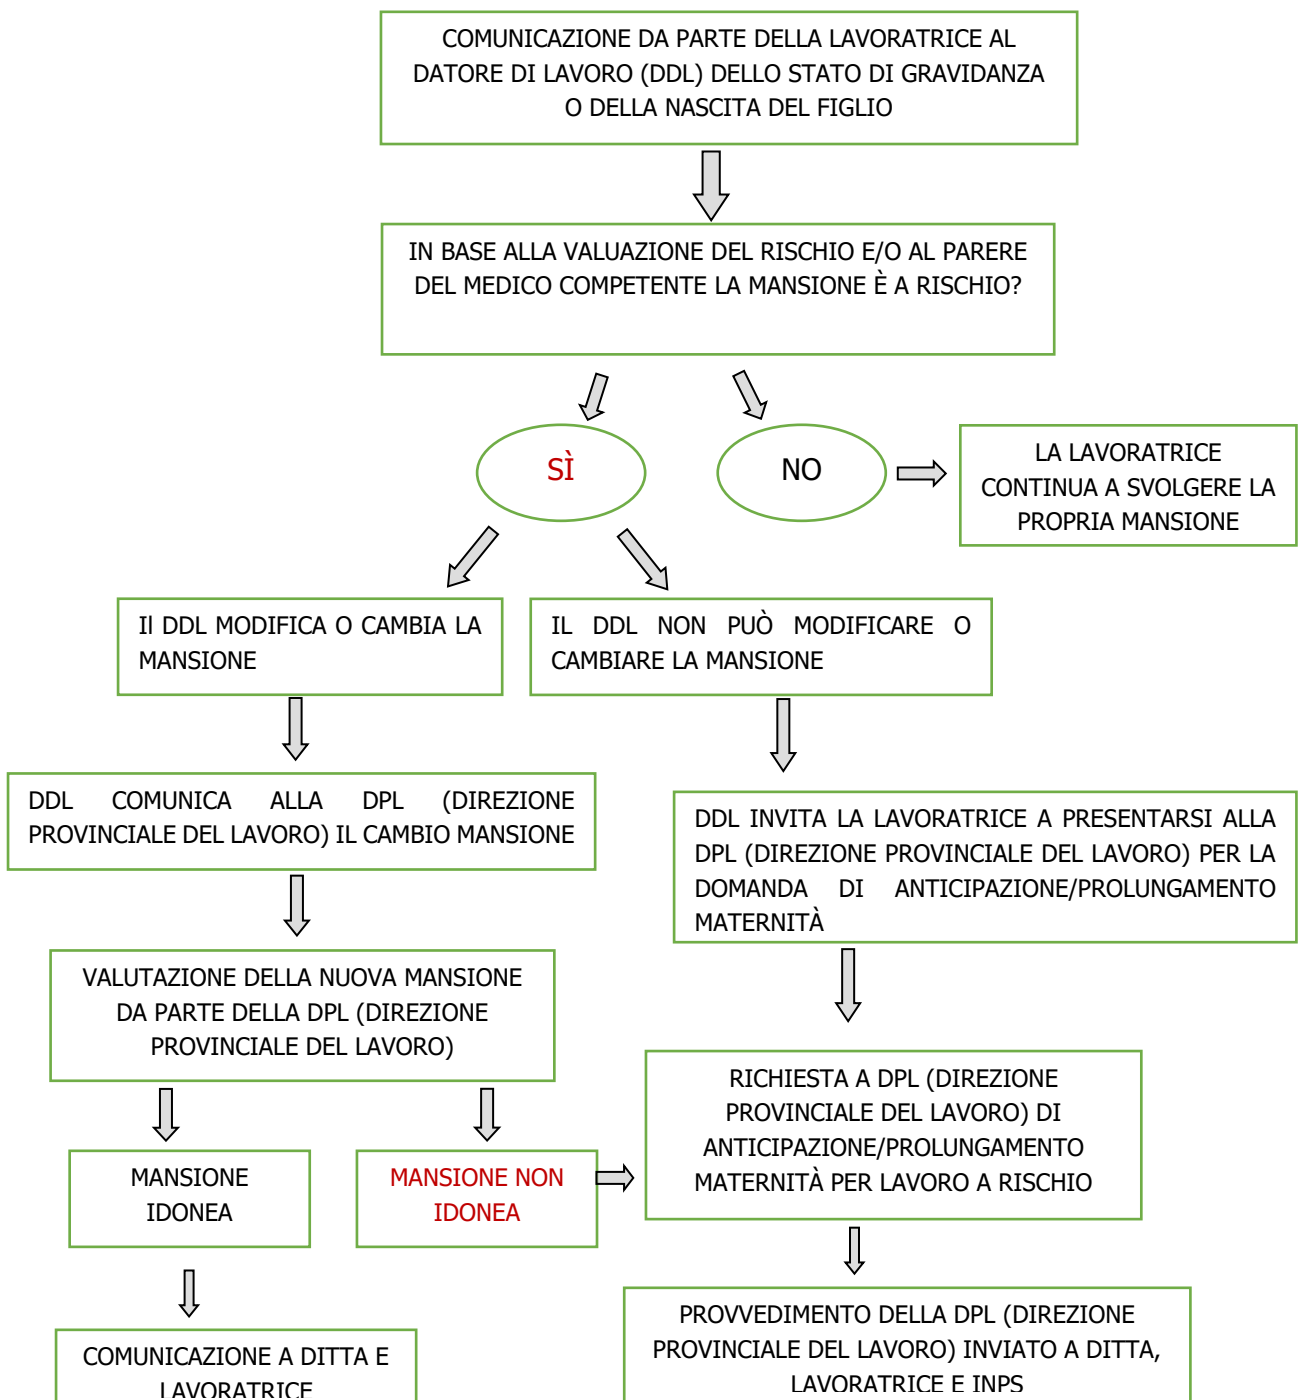 COMUNICAZIONE DA PARTE DELLA LAVORATRICE AL
DATORE DI LAVORO (DDL) DELLO STATO DI GRAVIDANZA
O DELLA NASCITA DEL FIGLIO
IN BASE ALLA VALUAZIONE DEL RISCHIO E/O AL PARERE
DEL MEDICO COMPETENTE LA MANSIONE È A RISCHIO?
SÌ
NO
LA LAVORATRICE
CONTINUA A SVOLGERE LA
PROPRIA MANSIONE
Il DDL MODIFICA O CAMBIA LA
MANSIONE
IL DDL NON PUÒ MODIFICARE O
CAMBIARE LA MANSIONE
DDL COMUNICA ALLA DPL (DIREZIONE
PROVINCIALE DEL LAVORO) IL CAMBIO MANSIONE
DDL INVITA LA LAVORATRICE A PRESENTARSI ALLA
DPL (DIREZIONE PROVINCIALE DEL LAVORO) PER LA
DOMANDA DI ANTICIPAZIONE/PROLUNGAMENTO
MATERNITÀ
VALUTAZIONE DELLA NUOVA MANSIONE
DA PARTE DELLA DPL (DIREZIONE
PROVINCIALE DEL LAVORO)
RICHIESTA A DPL (DIREZIONE
PROVINCIALE DEL LAVORO) DI
ANTICIPAZIONE/PROLUNGAMENTO
MATERNITÀ PER LAVORO A RISCHIO
MANSIONE
IDONEA
MANSIONE NON
IDONEA
PROVVEDIMENTO DELLA DPL (DIREZIONE
PROVINCIALE DEL LAVORO) INVIATO A DITTA,
LAVORATRICE E INPS
COMUNICAZIONE A DITTA E
LAVORATRICE